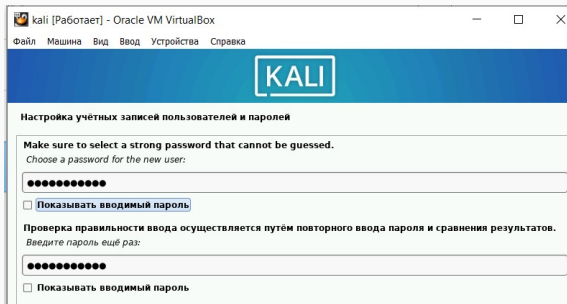 kali [Работает] - Oracle VM VirtualBox
Файл Машина Вид Ввод Устройства Справка
KALI
Настройка учётных записей пользователей и паролей
Make sure to select a strong password that cannot be guessed.
Choose a password for the new user:
●●●●●●●●●●●
Показывать вводимый пароль
Проверка правильности ввода осуществляется путём повторного ввода пароля и сравнения результатов.
Введите пароль ещё раз:
●●●●●●●●●●●
Показывать вводимый пароль